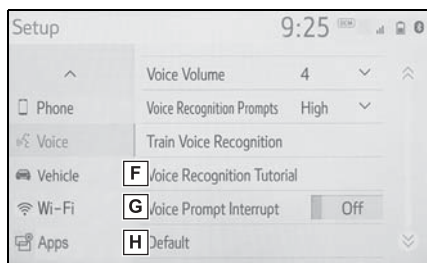 Setup 9:25 DCM
Voice Volume 4
Phone Voice Recognition Prompts High
Voice Train Voice Recognition
Vehicle F Voice Recognition Tutorial
Wi-Fi G Voice Prompt Interrupt Off
Apps H Default